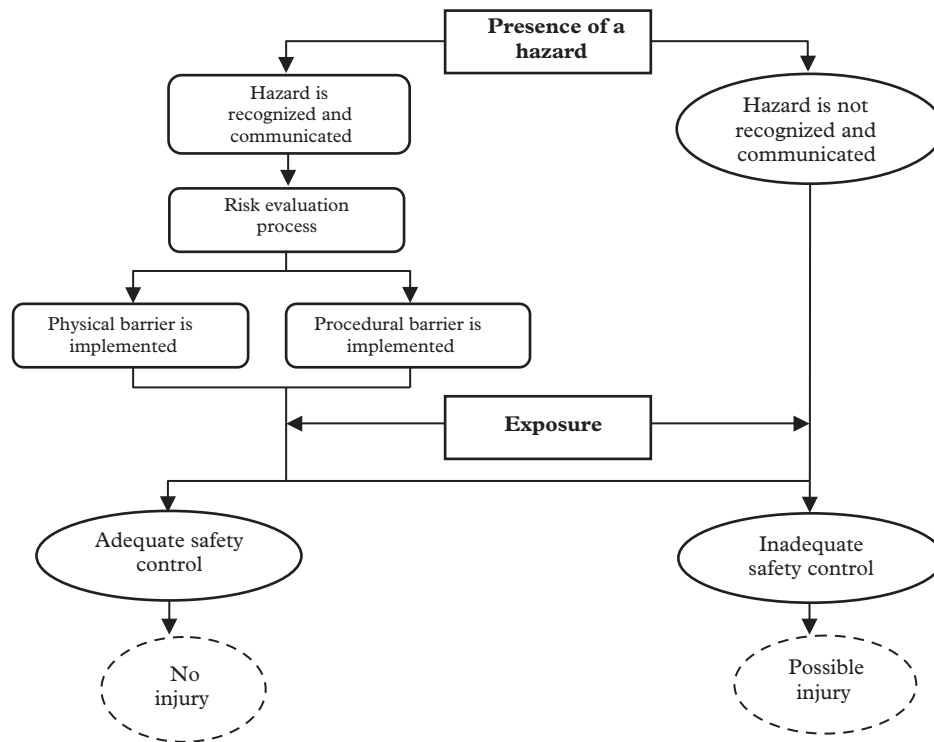 Presence of a
hazard
Hazard is
recognized and
communicated
Hazard is not
recognized and
communicated
Risk evaluation
process
Physical barrier is
implemented
Procedural barrier is
implemented
Exposure
Adequate safety
control
Inadequate
safety control
No
injury
Possible
injury